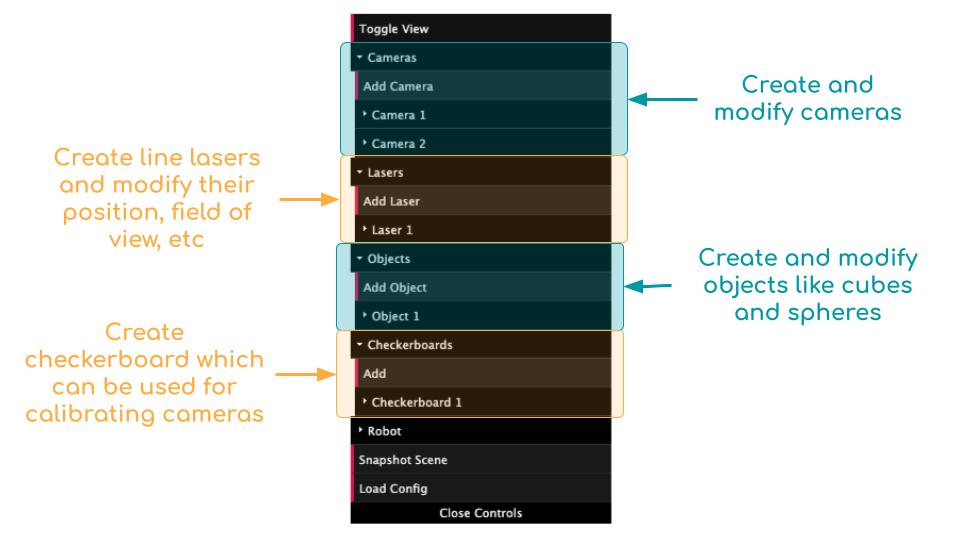 Toggle View
Cameras
Add Camera
Camera 1
Camera 2
Lasers
Add Laser
Laser 1
Objects
Add Object
Object 1
Checkerboards
Add
Checkerboard 1
Robot
Snapshot Scene
Load Config
Close Controls
Create and
modify cameras
Create line lasers
and modify their
position, field of
view, etc
Create and modify
objects like cubes
and spheres
Create
checkerboard which
can be used for
calibrating cameras